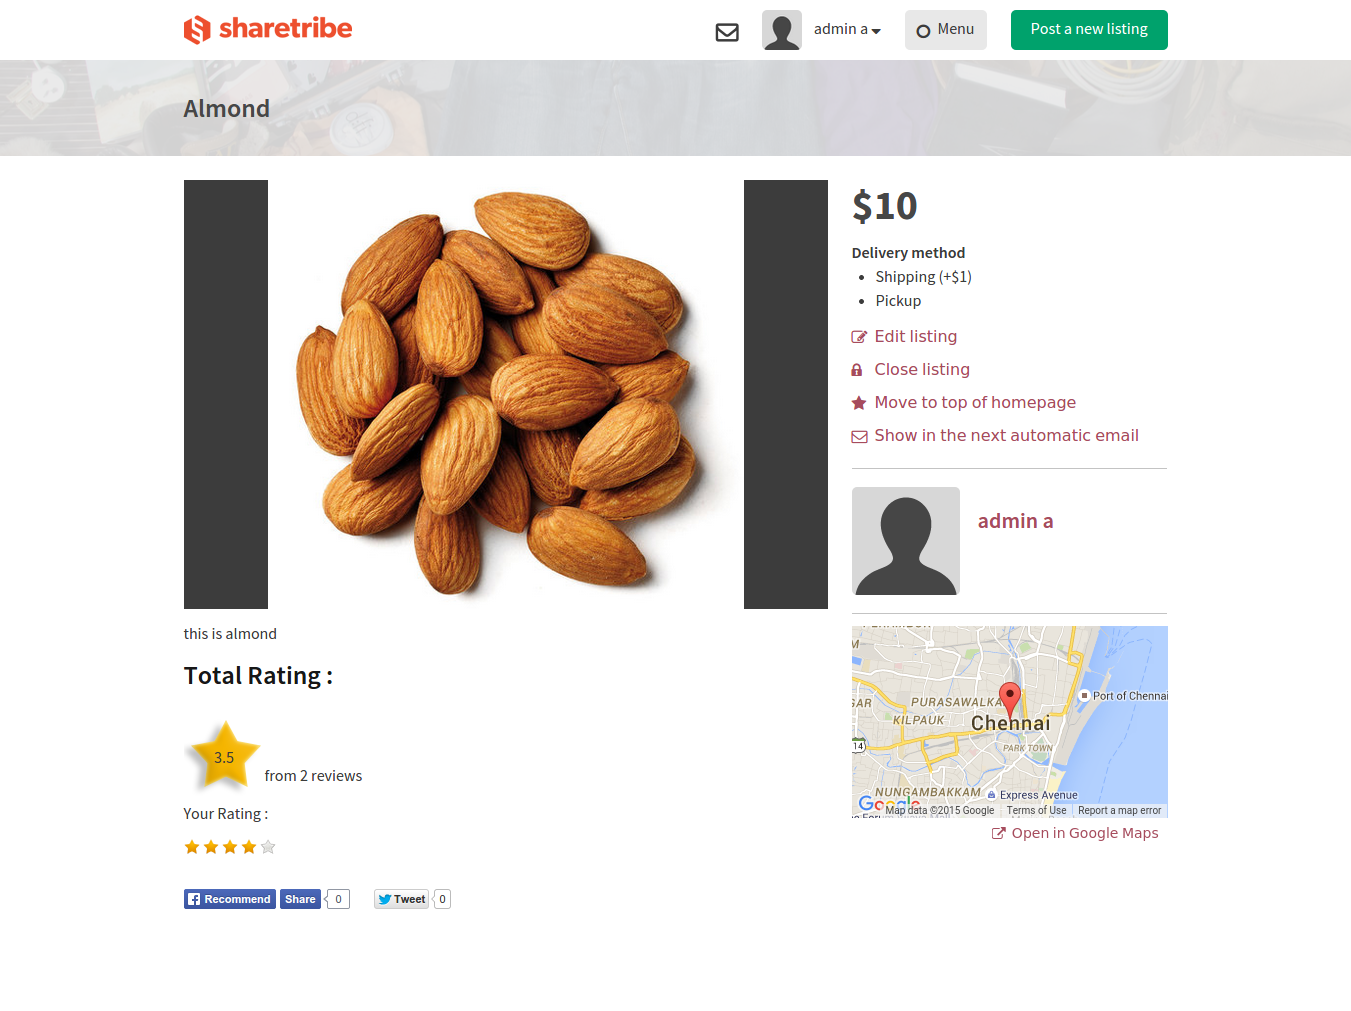 sharetribe
admin a
Menu
Post a new listing
Almond
$10
Delivery method
Shipping (+$1)
Pickup
Edit listing
Close listing
Move to top of homepage
Show in the next automatic email
admin a
this is almond
Total Rating :
3.5
from 2 reviews
Your Rating :
Recommend
Share
0
Tweet
0
PURASAWALKA
Port of Chennai
KILPAUK
Chennai
14
PARK TOWN
NUNGAMBAKKAM
Express Avenue
Google
Map data ©2015 Google
Terms of Use
Report a map error
Open in Google Maps